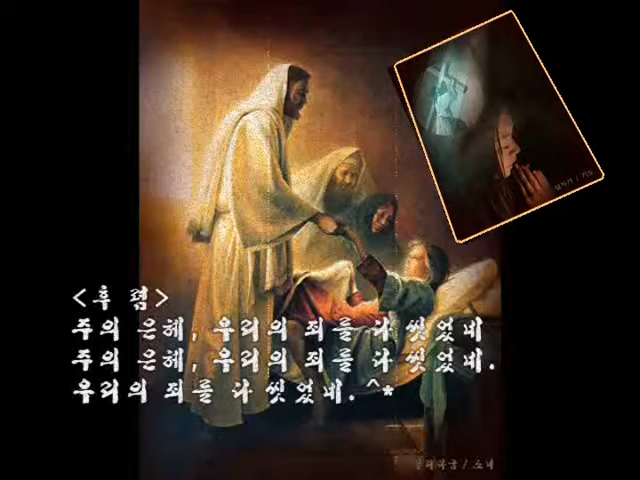 <후 렴>
주의 은혜, 우리의 죄를 다 씻었네
주의 은혜, 우리의 죄를 다 씻었네.
우리의 죄를 다 씻었네. ^*